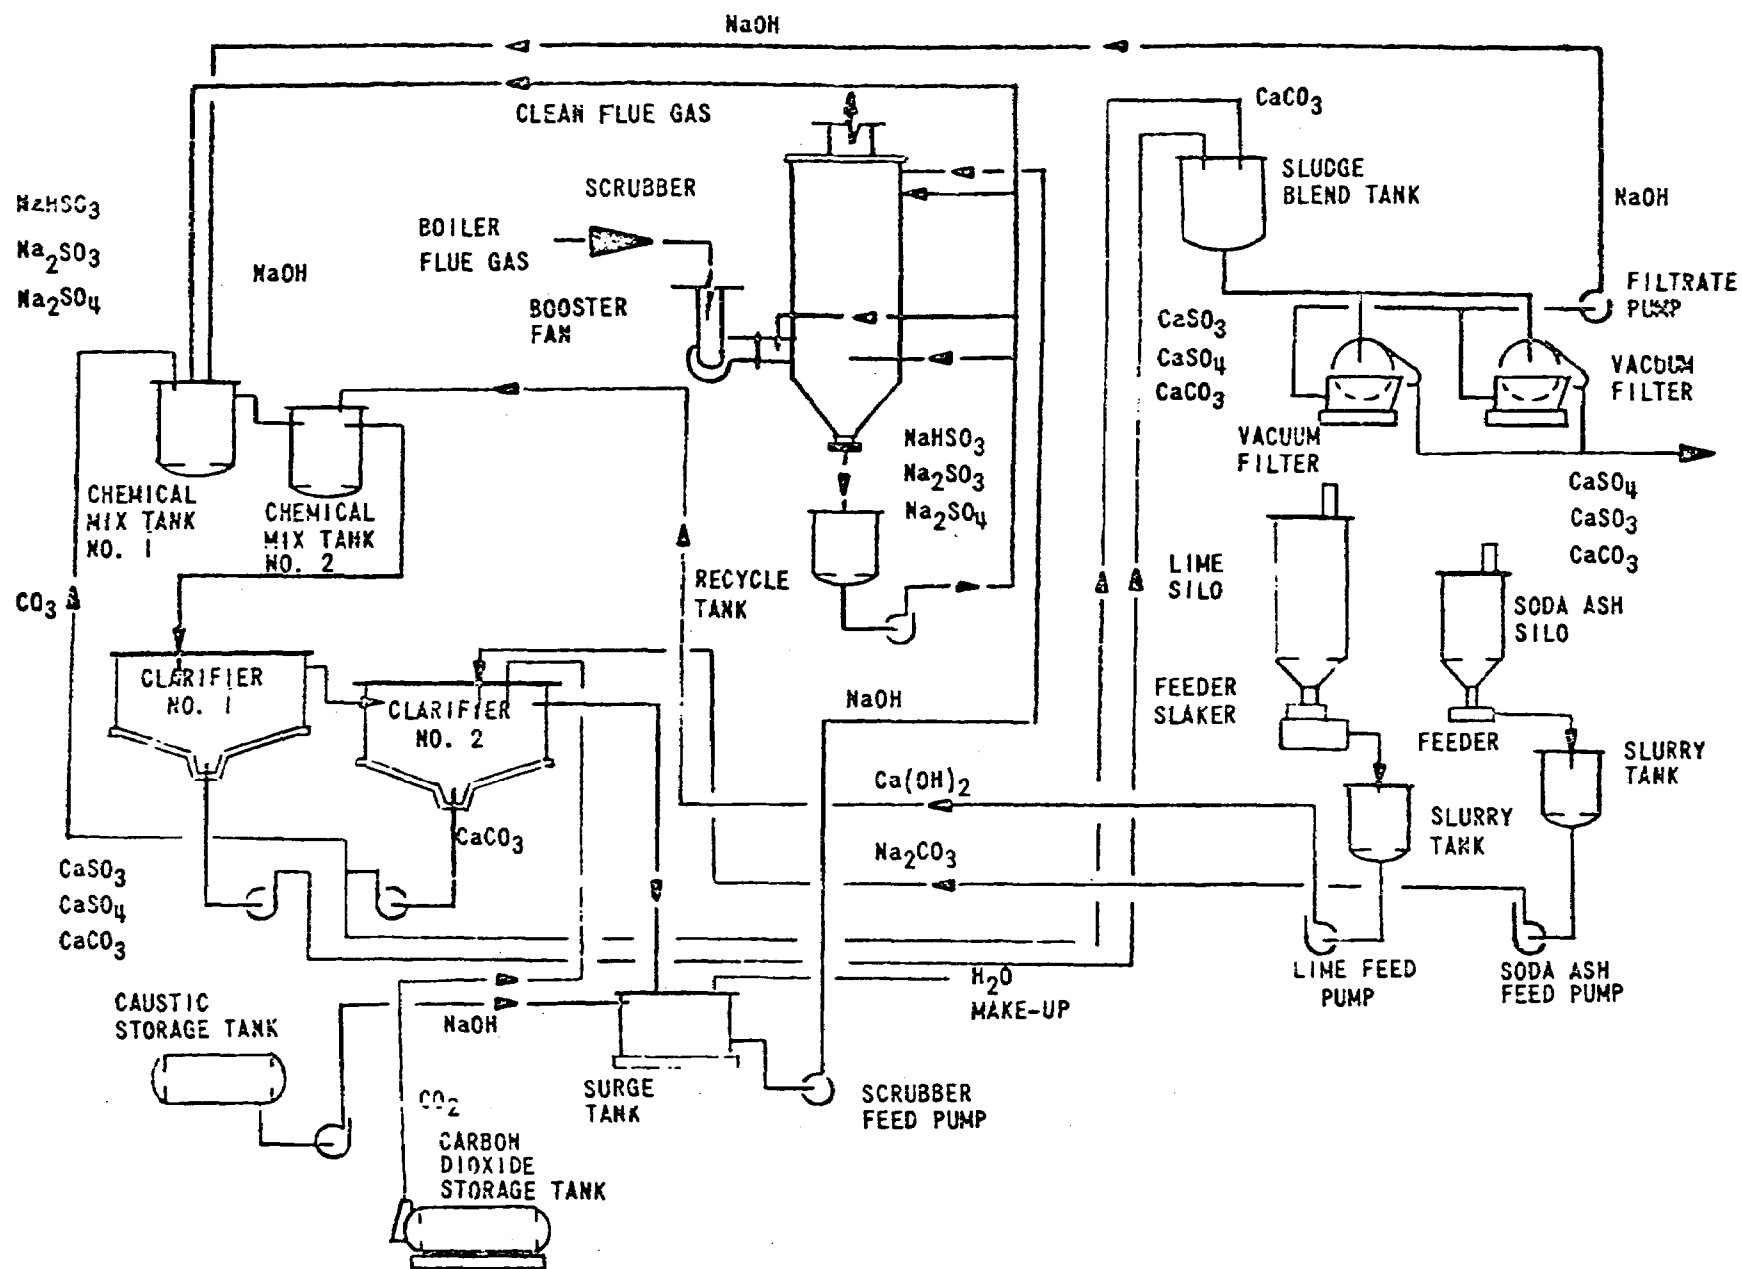 NaOH
CLEAN FLUE GAS
CaCO3
SCRUBBER
SLUDGE
BLEND TANK
NaHSO3
Na2SO3
Na2SO4
NaOH
BOILER
FLUE GAS
BOOSTER
FAN
NaOH
FILTRATE
PUMP
CaSO3
CaSO4
CaCO3
VACUUM
FILTER
VACUUM
FILTER
CHEMICAL
MIX TANK
NO. 1
CHEMICAL
MIX TANK
NO. 2
NaHSO3
Na2SO3
Na2SO4
CaSO4
CaSO3
CaCO3
CO3
RECYCLE
TANK
LIME
SILO
SODA ASH
SILO
CLARIFIER
NO. 1
CLARIFIER
NO. 2
NaOH
FEEDER
SLAKER
FEEDER
SLURRY
TANK
Ca(OH)2
SLURRY
TANK
CaCO3
Na2CO3
CaSO3
CaSO4
CaCO3
LIME FEED
PUMP
SODA ASH
FEED PUMP
H2O
MAKE-UP
CAUSTIC
STORAGE TANK
NaOH
SURGE
TANK
SCRUBBER
FEED PUMP
CO2
CARBON
DIOXIDE
STORAGE TANK